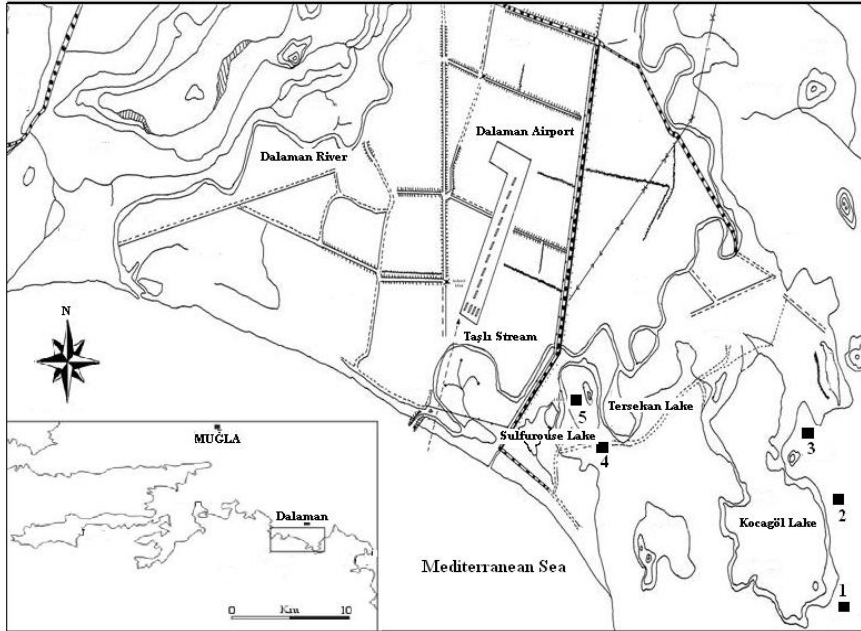 Dalaman Airport
Dalaman River
N
Taşlı Stream
5
Tersekan Lake
Sulfurouse Lake
4
3
2
Kocagöl Lake
1
Mediterranean Sea
MUĞLA
Dalaman
0 Km 10